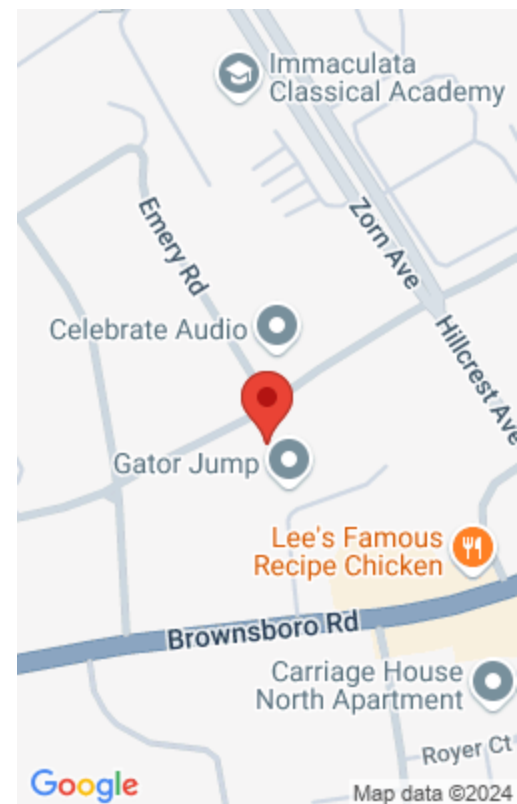 Immaculata
Classical Academy
Emery Rd
Zorn Ave
Celebrate Audio
Hillcrest Ave
Gator Jump
Lee's Famous
Recipe Chicken
Brownsboro Rd
Carriage House
North Apartment
Royer Ct
Google
Map data ©2024